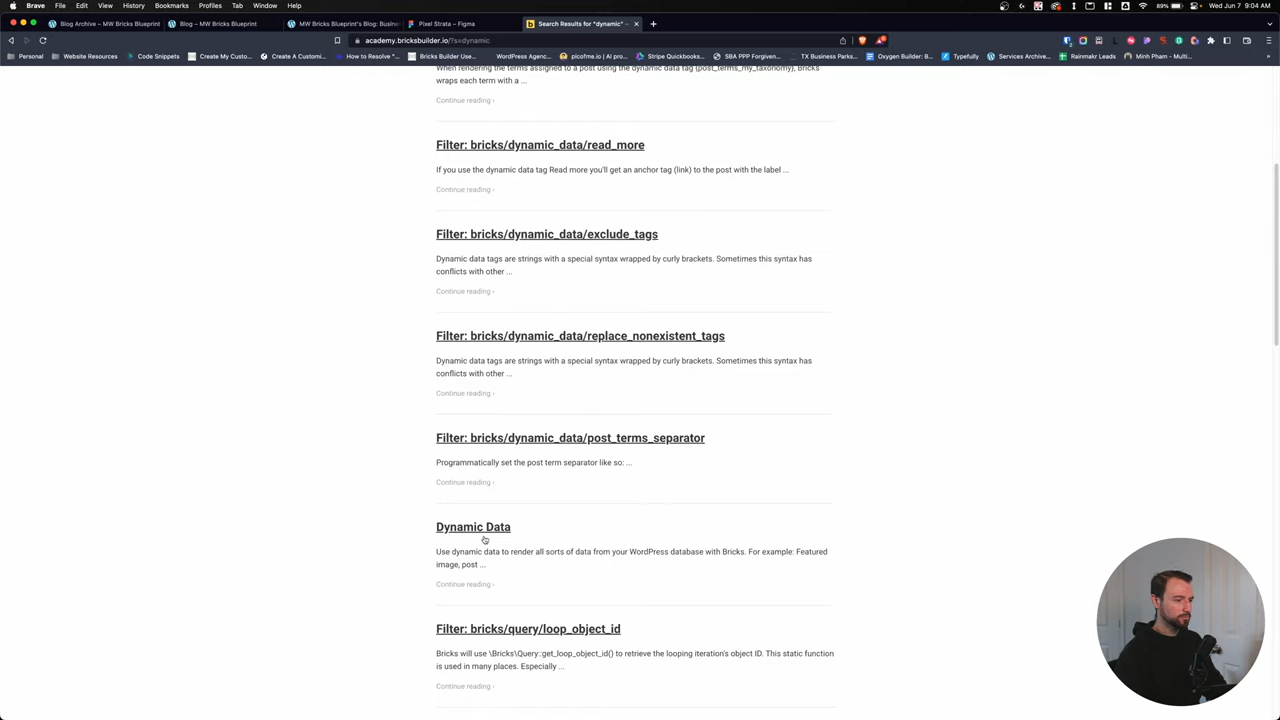 Brave File Edit View History Bookmarks Profiles Tab Window Help 89% Wed Jun 7 9:04 AM
Blog Archive – MW Bricks Blueprint Blog – MW Bricks Blueprint MW Bricks Blueprint's Blog: Busine Pixel Strata – Figma Search Results for "dynamic" –
academy.bricksbuilder.io/?s=dynamic
Personal Website Resources Code Snippets Create My Custo... Create A Customi... How to Resolve "... Bricks Builder Use... WordPress Agenc... picofme.io | AI pro... Stripe Quickbooks... SBA PPP Forgiven... TX Business Parks... Oxygen Builder: B... Typefully Services Archive... Rainmakr Leads Minh Pham - Multi...
When rendering the terms assigned to a post using the dynamic data tag {post_terms_my_taxonomy}, Bricks
wraps each term with a ...
Continue reading ›
Filter: bricks/dynamic_data/read_more
If you use the dynamic data tag Read more you'll get an anchor tag (link) to the post with the label ...
Continue reading ›
Filter: bricks/dynamic_data/exclude_tags
Dynamic data tags are strings with a special syntax wrapped by curly brackets. Sometimes this syntax has
conflicts with other ...
Continue reading ›
Filter: bricks/dynamic_data/replace_nonexistent_tags
Dynamic data tags are strings with a special syntax wrapped by curly brackets. Sometimes this syntax has
conflicts with other ...
Continue reading ›
Filter: bricks/dynamic_data/post_terms_separator
Programmatically set the post term separator like so: ...
Continue reading ›
Dynamic Data
Use dynamic data to render all sorts of data from your WordPress database with Bricks. For example: Featured
image, post ...
Continue reading ›
Filter: bricks/query/loop_object_id
Bricks will use \Bricks\Query::get_loop_object_id() to retrieve the looping iteration's object ID. This static function
is used in many places. Especially ...
Continue reading ›